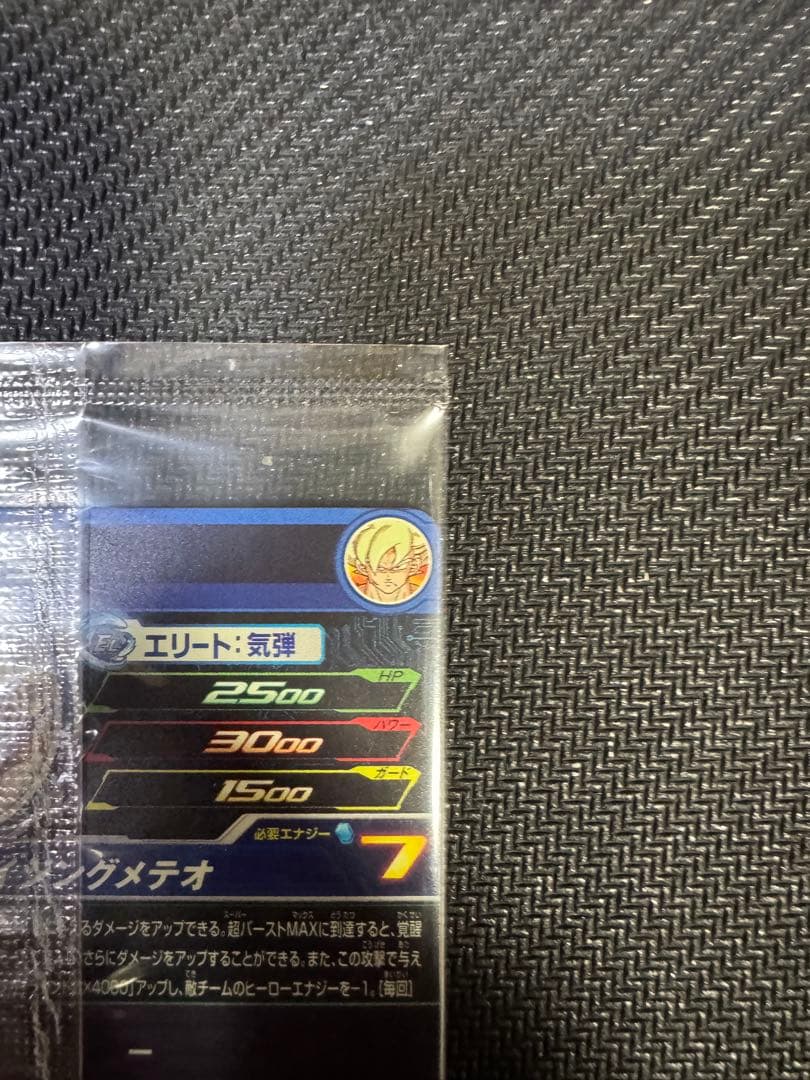 エリート：気弾
HP
2500
パワー
3000
ガード
1500
必要エナジー 7
ングメテオ
るダメージをアップできる。超バーストMAXに到達すると、覚醒
さらにダメージをアップすることができる。また、この攻撃で与え
×4000」アップし、敵チームのヒーローエナジーを−1。［毎回］
－